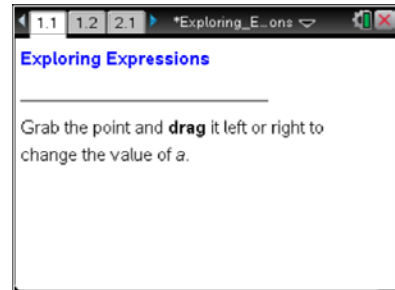 1.1 1.2 2.1 *Exploring_E...ons
Exploring Expressions
Grab the point and drag it left or right to
change the value of a.